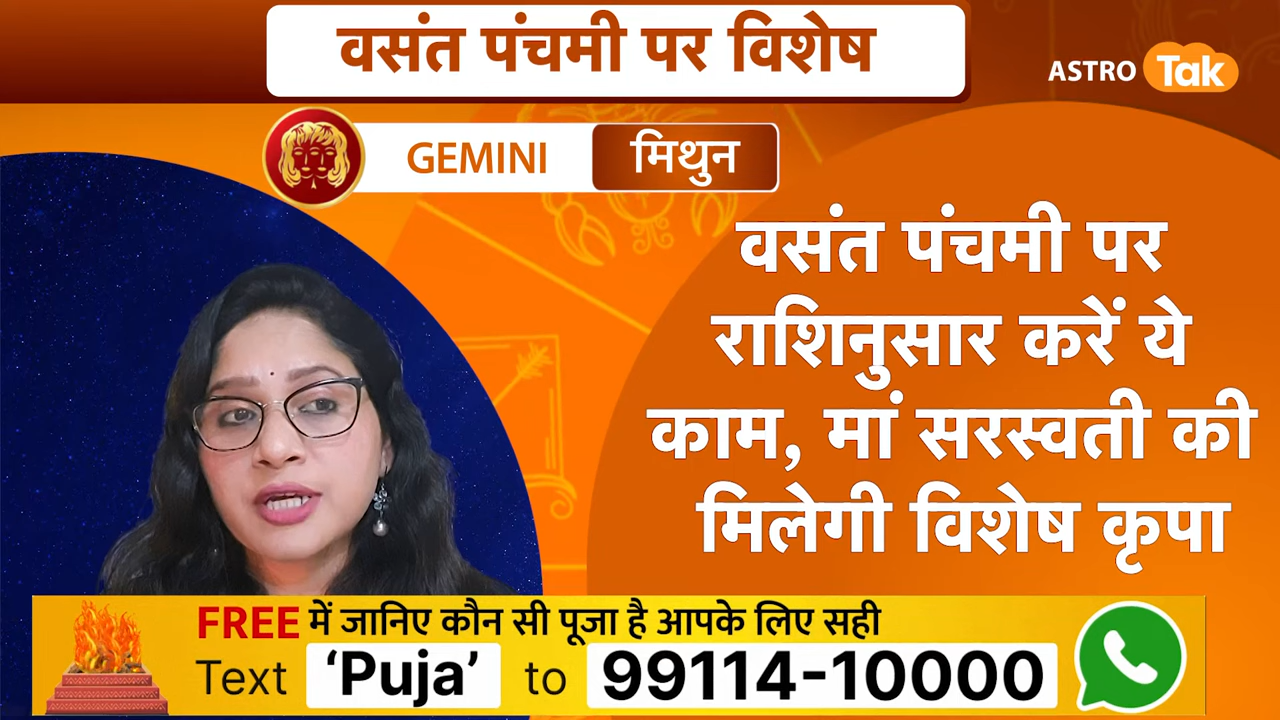 वसंत पंचमी पर विशेष
ASTRO Tak
GEMINI मिथुन
वसंत पंचमी पर
राशिनुसार करें ये
काम, मां सरस्वती की
मिलेगी विशेष कृपा
FREE में जानिए कौन सी पूजा है आपके लिए सही
Text ‘Puja’ to 99114-10000